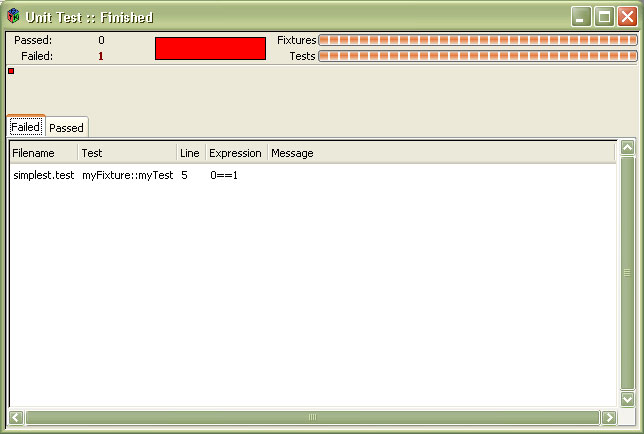 Unit Test :: Finished
Passed: 0 Fixtures
Failed: 1 Tests
Failed Passed
Filename Test Line Expression Message
simplest.test myFixture::myTest 5 0==1